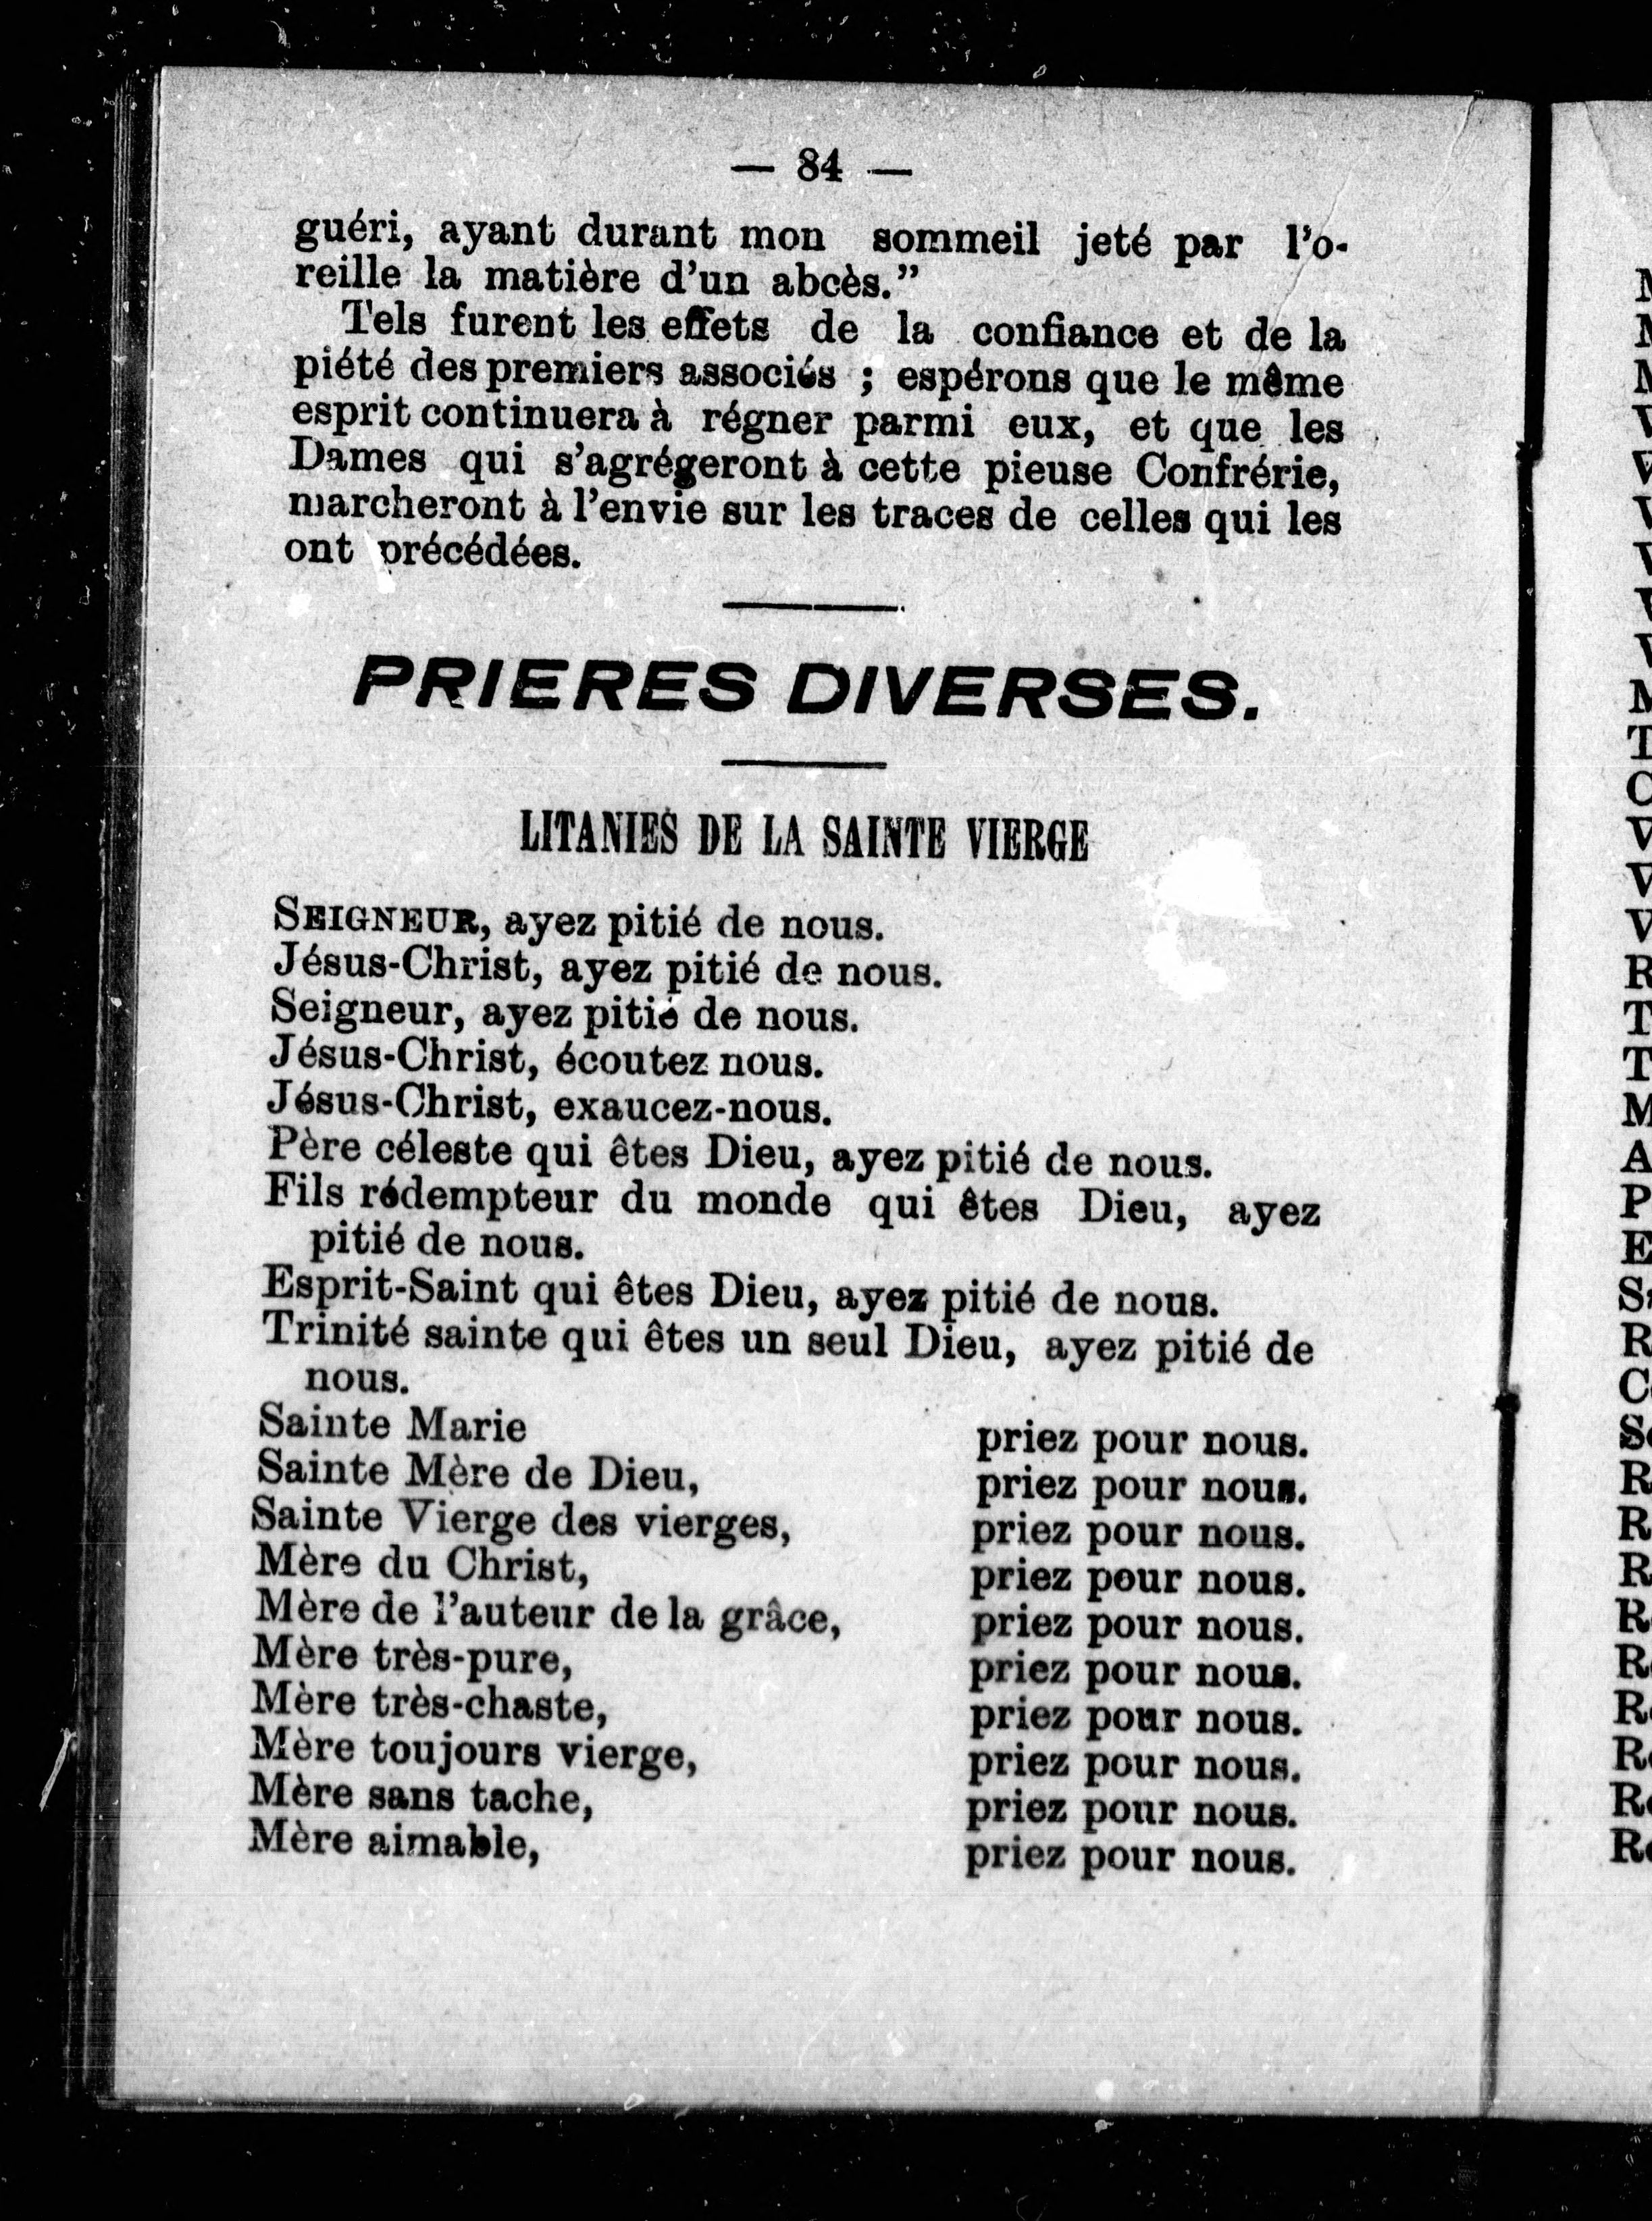 — 84 —
guéri, ayant durant mon sommeil jeté par l'o-
reille la matière d'un abcès."
Tels furent les effets de la confiance et de la
piété des premiers associés ; espérons que le même
esprit continuera à régner parmi eux, et que les
Dames qui s'agrégeront à cette pieuse Confrérie,
marcheront à l'envie sur les traces de celles qui les
ont précédées.
PRIERES DIVERSES.
LITANIES DE LA SAINTE VIERGE
SEIGNEUR, ayez pitié de nous.
Jésus-Christ, ayez pitié de nous.
Seigneur, ayez pitié de nous.
Jésus-Christ, écoutez nous.
Jésus-Christ, exaucez-nous.
Père céleste qui êtes Dieu, ayez pitié de nous.
Fils rédempteur du monde qui êtes Dieu, ayez
pitié de nous.
Esprit-Saint qui êtes Dieu, ayez pitié de nous.
Trinité sainte qui êtes un seul Dieu, ayez pitié de
nous.
Sainte Marie priez pour nous.
Sainte Mère de Dieu, priez pour nous.
Sainte Vierge des vierges, priez pour nous.
Mère du Christ, priez pour nous.
Mère de l'auteur de la grâce, priez pour nous.
Mère très-pure, priez pour nous.
Mère très-chaste, priez pour nous.
Mère toujours vierge, priez pour nous.
Mère sans tache, priez pour nous.
Mère aimable, priez pour nous.